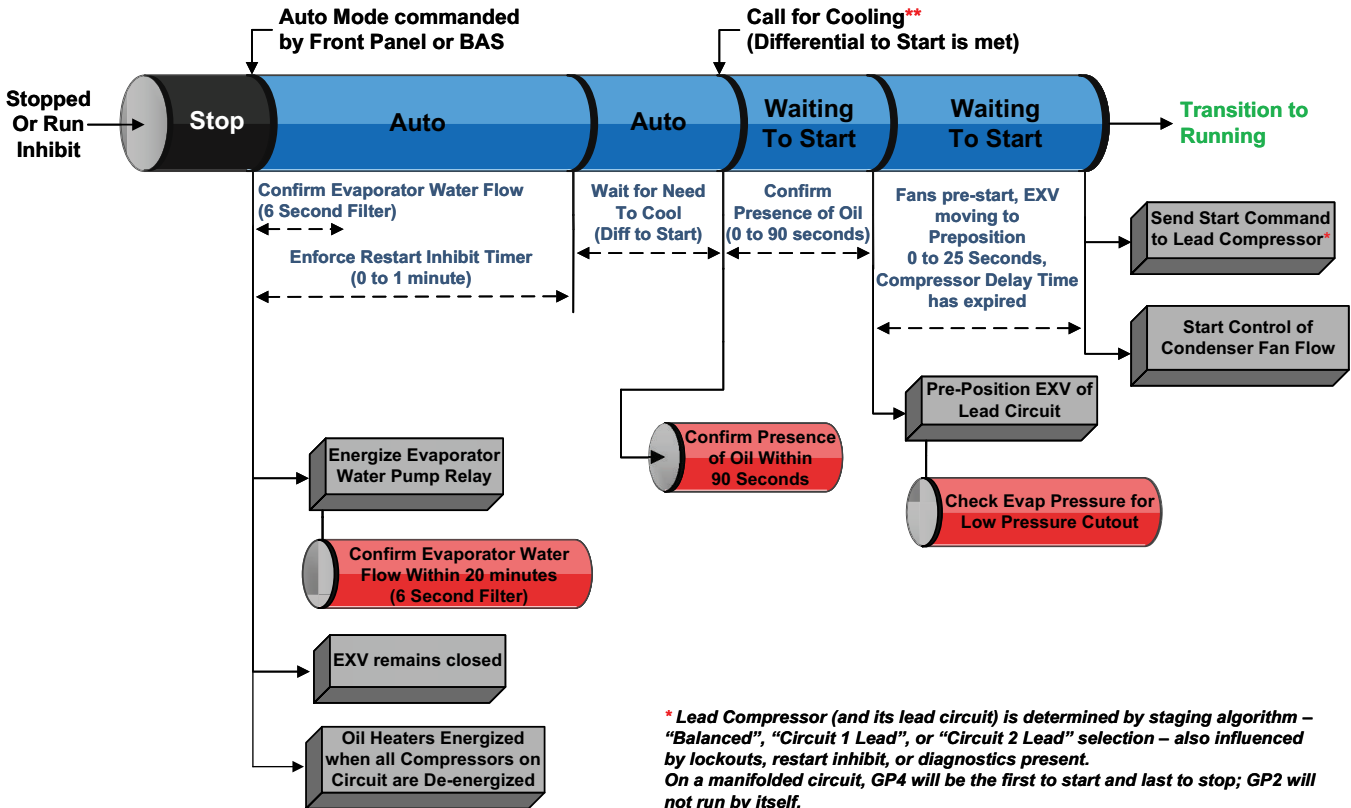 Auto Mode commanded
by Front Panel or BAS
Call for Cooling**
(Differential to Start is met)
Stopped
Or Run
Inhibit
Stop
Auto
Auto
Waiting
To Start
Waiting
To Start
Transition to
Running
Confirm Evaporator Water Flow
(6 Second Filter)
Enforce Restart Inhibit Timer
(0 to 1 minute)
Wait for Need
To Cool
(Diff to Start)
Confirm
Presence of Oil
(0 to 90 seconds)
Fans pre-start, EXV
moving to
Preposition
0 to 25 Seconds,
Compressor Delay Time
has expired
Send Start Command
to Lead Compressor*
Start Control of
Condenser Fan Flow
Pre-Position EXV of
Lead Circuit
Check Evap Pressure for
Low Pressure Cutout
Confirm Presence
of Oil Within
90 Seconds
Energize Evaporator
Water Pump Relay
Confirm Evaporator Water
Flow Within 20 minutes
(6 Second Filter)
EXV remains closed
Oil Heaters Energized
when all Compressors on
Circuit are De-energized
* Lead Compressor (and its lead circuit) is determined by staging algorithm –
“Balanced”, “Circuit 1 Lead”, or “Circuit 2 Lead” selection – also influenced
by lockouts, restart inhibit, or diagnostics present.
On a manifolded circuit, GP4 will be the first to start and last to stop; GP2 will
not run by itself.